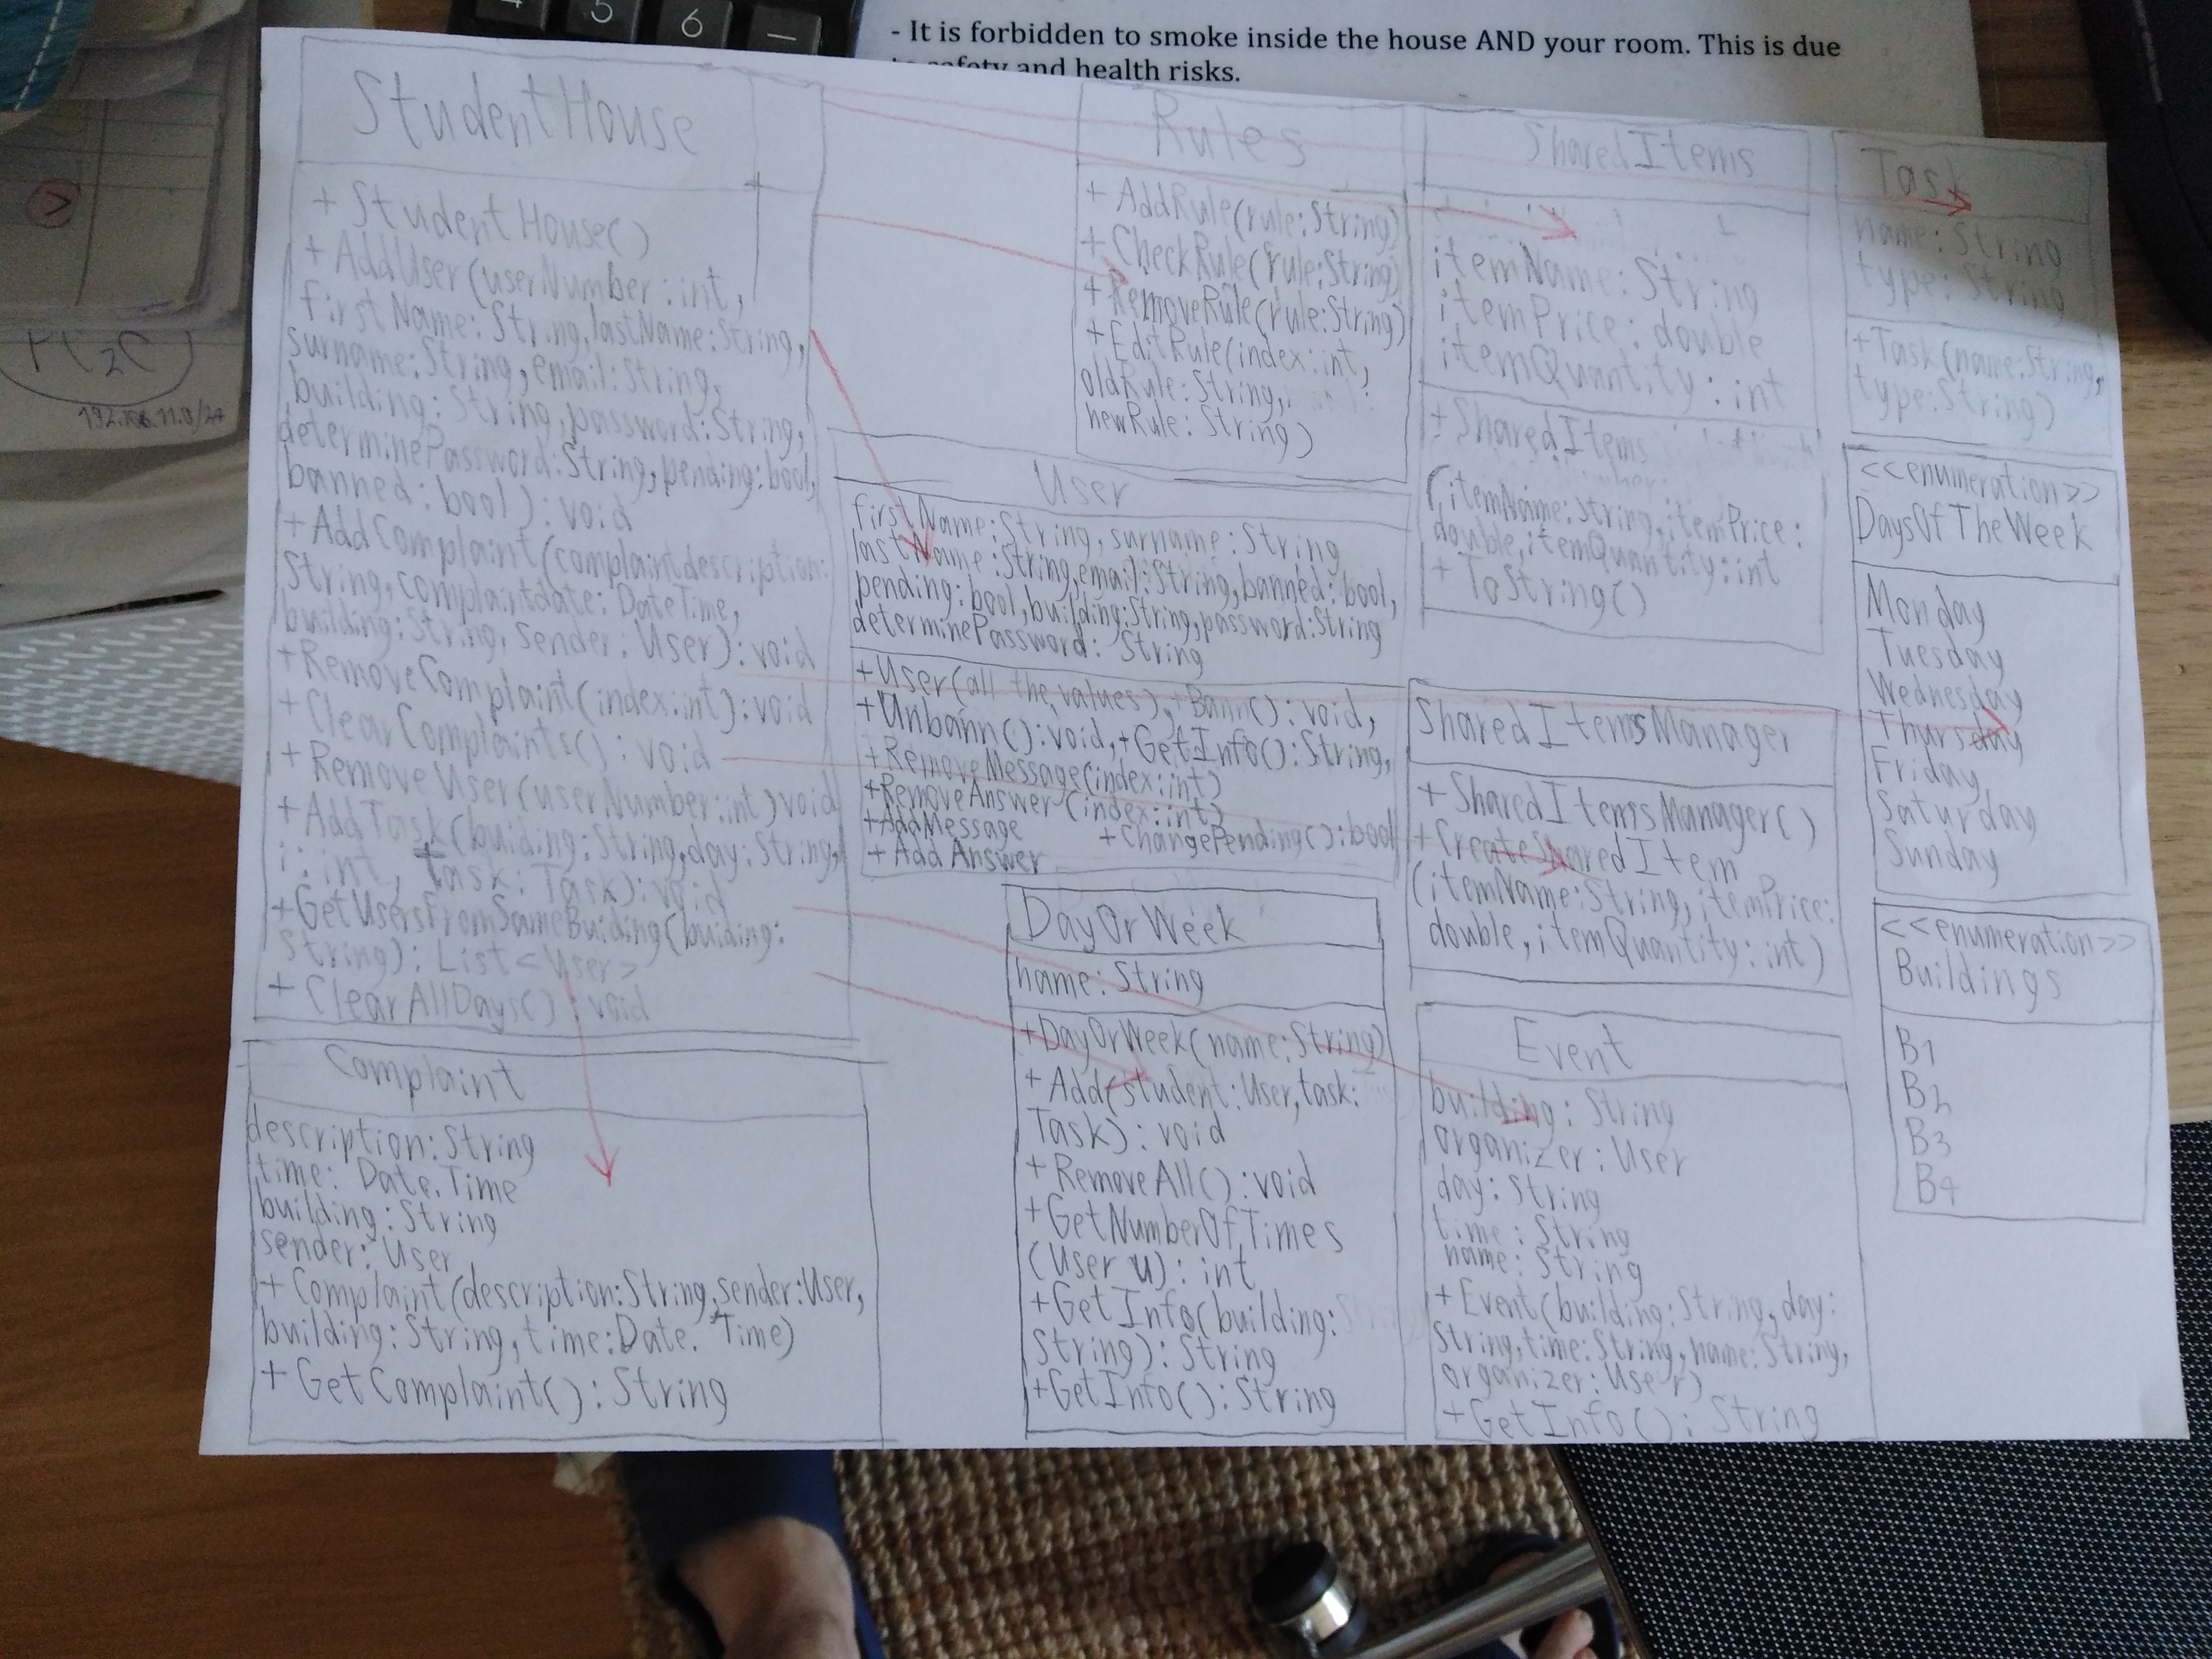 4 5 6 —
- It is forbidden to smoke inside the house AND your room. This is due
safety and health risks.
192.168.11.0/24
StudentHouse
+ StudentHouse()
+ AddUser(userNumber:int,
firstName:String,lastName:String,
surname:String,email:String,
building:String,password:String,
determinePassword:String,pending:bool,
banned:bool):void
+ AddComplaint(complaintdescription:
String,complaintdate:DateTime,
building:String,sender:User):void
+RemoveComplaint(index:int):void
+ClearComplaints():void
+RemoveUser(userNumber:int)void
+AddTask(buiding:String,day:String,
i:int, task:Task):void
+GetUsersFromSameBuiding(buiding:
String):List<User>
+ ClearAllDays():void
Complaint
description:String
time: Date.Time
building:String
sender:User
+ Complaint(description:String,sender:User,
building:String,time:Date.Time)
+ GetComplaint():String
Rules
+ AddRule(rule:String)
+ CheckRule(rule:String)
+RemoveRule(rule:String)
+EditRule(index:int,
oldRule:String,
newRule:String)
User
firstName:String,surname:String
lastName:String,email:String,banned:bool,
pending:bool,building:String,password:String
determinePassword: String
+User(all the values),+Bann():void,
+Unbann():void,+GetInfo():String,
+RemoveMessage(index:int)
+RemoveAnswer(index:int)
+AddMessage +ChangePending():bool
+Add Answer
DayOrWeek
name:String
+DayOrWeek(name:String)
+Add(student:User,task:
Task):void
+RemoveAll():void
+GetNumberOfTimes
(User u):int
+GetInfo(building:
String):String
+GetInfo():String
SharedItems
itemName:String
itemPrice:double
itemQuantity:int
+SharedItems
(itemName:String,itemPrice:
double,itemQuantity:int
+ ToString()
SharedItemsManager
+SharedItemsManager()
+CreateSharedItem
(itemName:String,itemPrice:
double,itemQuantity:int)
Event
building:String
organizer:User
day:String
time:String
name:String
+Event(building:String,day:
String,time:String,name:String,
organizer:User)
+GetInfo():String
Task
name:String
type:String
+Task(name:String,
type:String)
<<enumeration>>
DaysOfTheWeek
Monday
Tuesday
Wednesday
Thursday
Friday
Saturday
Sunday
<<enumeration>>
Buildings
B1
B2
B3
B4